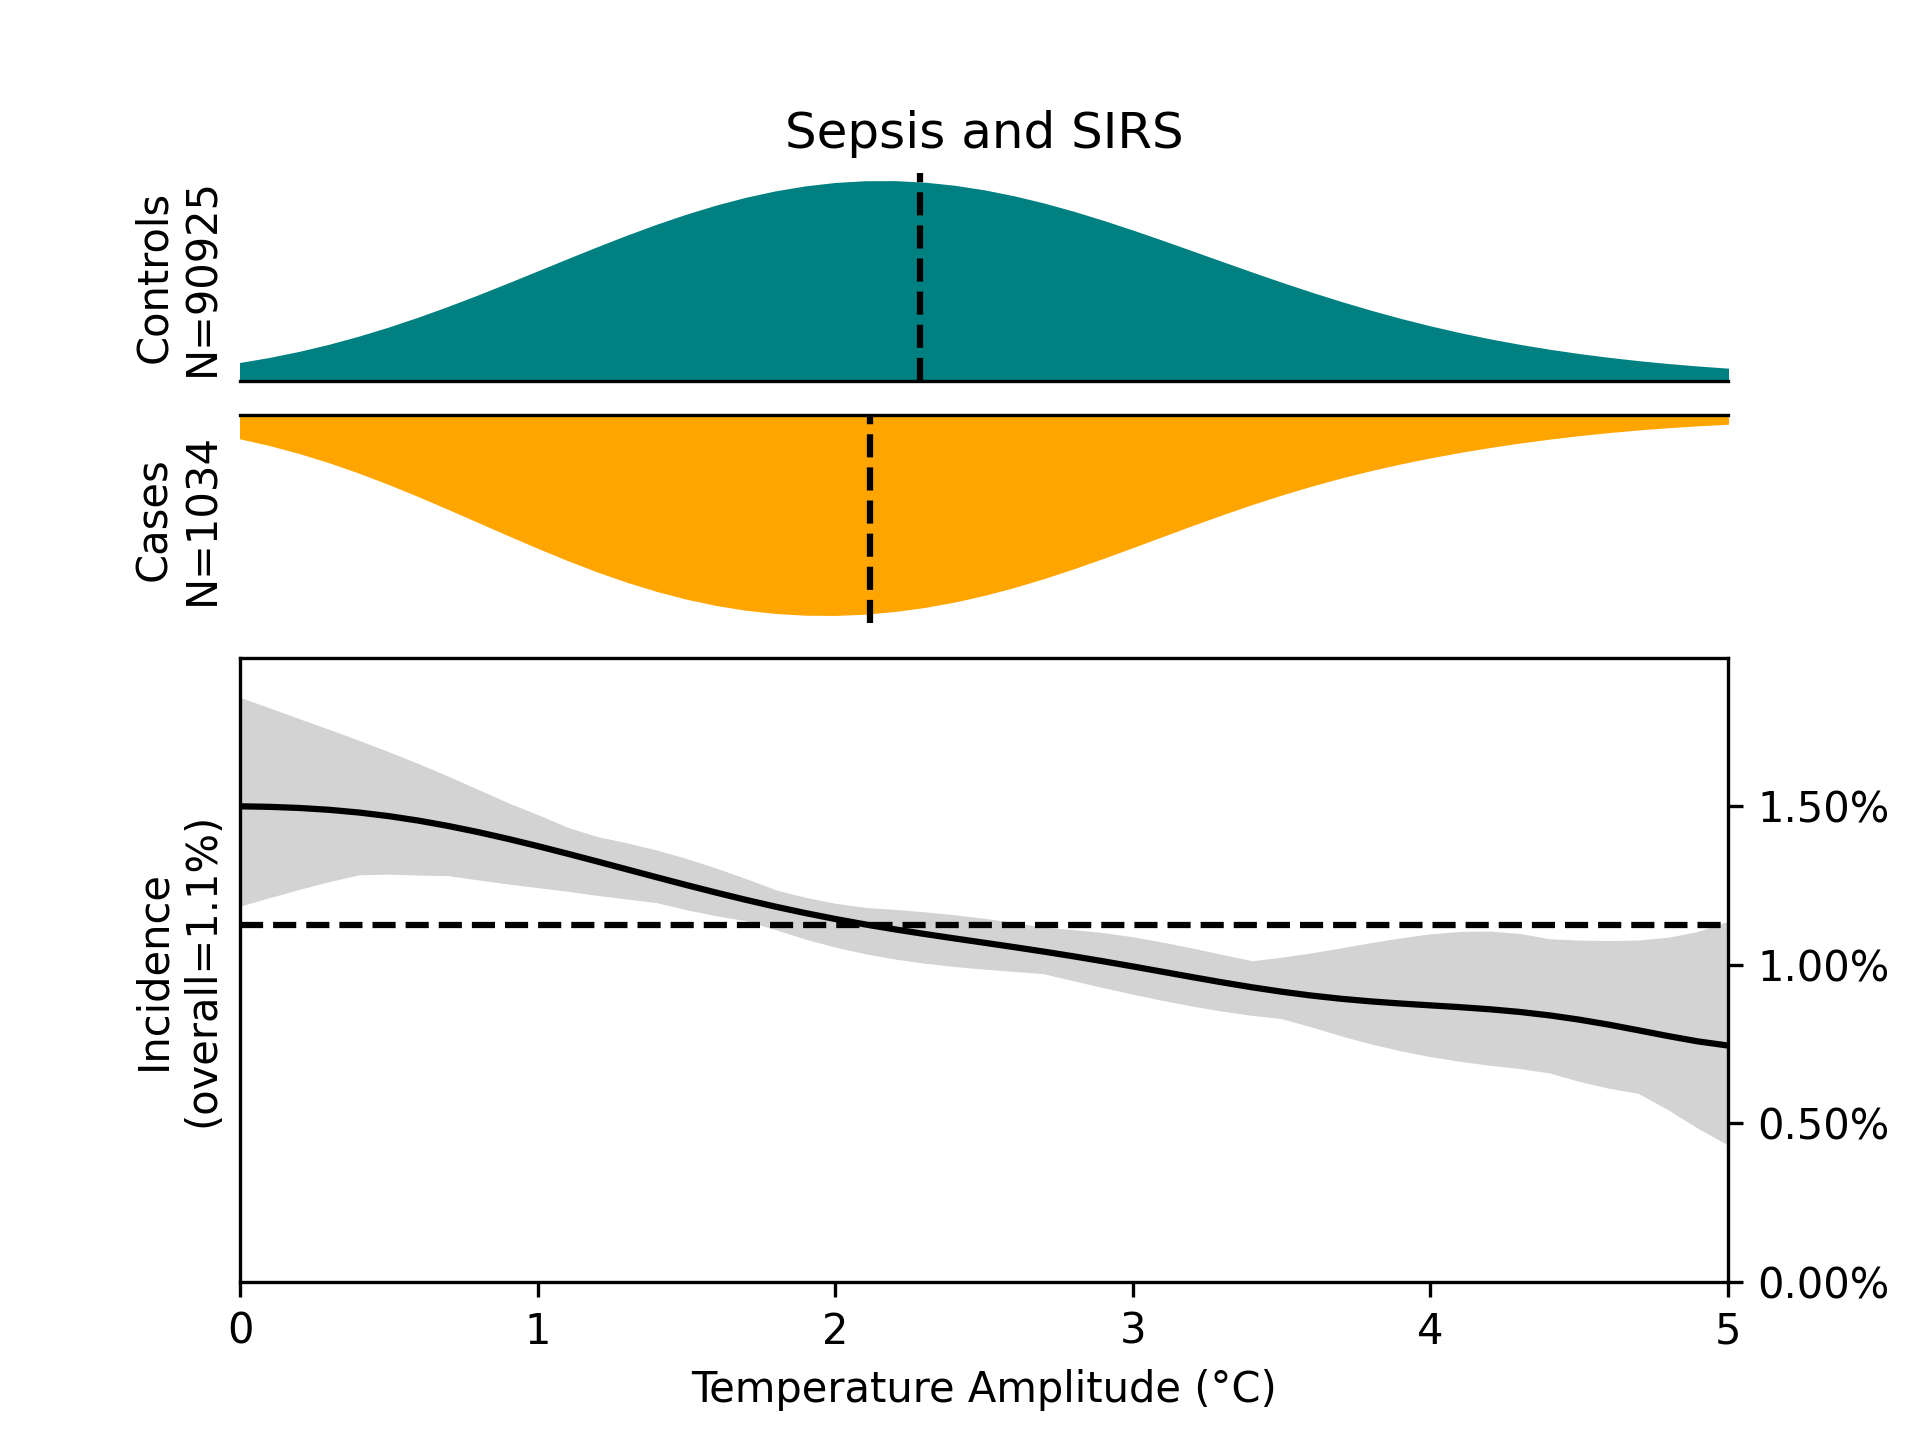 Sepsis and SIRS
Controls
N=90925
Cases
N=1034
Incidence
(overall=1.1%)
1.50%
1.00%
0.50%
0.00%
0 1 2 3 4 5
Temperature Amplitude (°C)